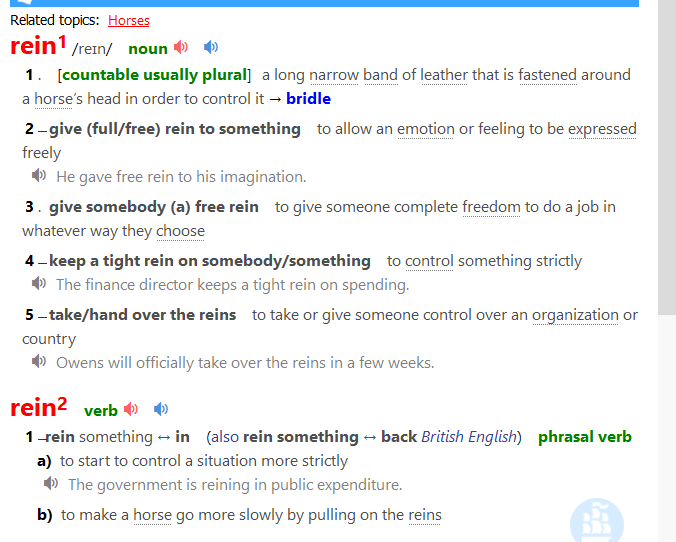 Related topics: Horses
rein1 /reɪn/ noun
1 . [countable usually plural] a long narrow band of leather that is fastened around
a horse's head in order to control it → bridle
2 –give (full/free) rein to something to allow an emotion or feeling to be expressed
freely
He gave free rein to his imagination.
3 . give somebody (a) free rein to give someone complete freedom to do a job in
whatever way they choose
4 –keep a tight rein on somebody/something to control something strictly
The finance director keeps a tight rein on spending.
5 –take/hand over the reins to take or give someone control over an organization or
country
Owens will officially take over the reins in a few weeks.
rein2 verb
1 –rein something ↔ in (also rein something ↔ back British English) phrasal verb
a) to start to control a situation more strictly
The government is reining in public expenditure.
b) to make a horse go more slowly by pulling on the reins